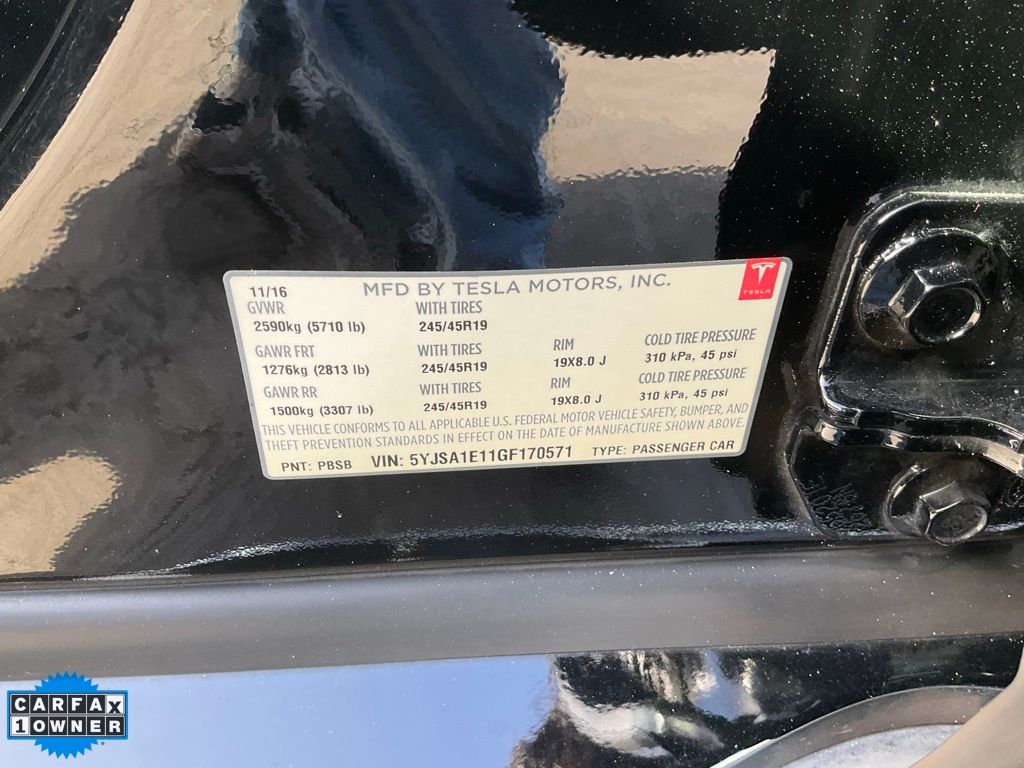 11/16 MFD BY TESLA MOTORS, INC. TESLA
GVWR WITH TIRES
2590kg (5710 lb) 245/45R19
GAWR FRT WITH TIRES RIM COLD TIRE PRESSURE
1276kg (2813 lb) 245/45R19 19X8.0 J 310 kPa, 45 psi
GAWR RR WITH TIRES RIM COLD TIRE PRESSURE
1500kg (3307 lb) 245/45R19 19X8.0 J 310 kPa, 45 psi
THIS VEHICLE CONFORMS TO ALL APPLICABLE U.S. FEDERAL MOTOR VEHICLE SAFETY, BUMPER, AND
THEFT PREVENTION STANDARDS IN EFFECT ON THE DATE OF MANUFACTURE SHOWN ABOVE.
PNT: PBSB VIN: 5YJSA1E11GF170571 TYPE: PASSENGER CAR
CARFAX
1 OWNER